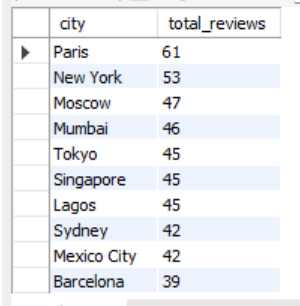 city total_reviews
Paris 61
New York 53
Moscow 47
Mumbai 46
Tokyo 45
Singapore 45
Lagos 45
Sydney 42
Mexico City 42
Barcelona 39